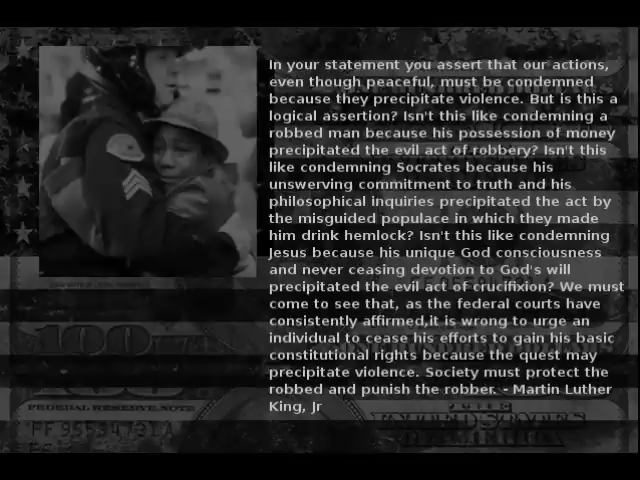 In your statement you assert that our actions,
even though peaceful, must be condemned
because they precipitate violence. But is this a
logical assertion? Isn't this like condemning a
robbed man because his possession of money
precipitated the evil act of robbery? Isn't this
like condemning Socrates because his
unswerving commitment to truth and his
philosophical inquiries precipitated the act by
the misguided populace in which they made
him drink hemlock? Isn't this like condemning
Jesus because his unique God consciousness
and never ceasing devotion to God's will
precipitated the evil act of crucifixion? We must
come to see that, as the federal courts have
consistently affirmed,it is wrong to urge an
individual to cease his efforts to gain his basic
constitutional rights because the quest may
precipitate violence. Society must protect the
robbed and punish the robber. - Martin Luther
King, Jr
100
FEDERAL RESERVE NOTE
UNITED STATES